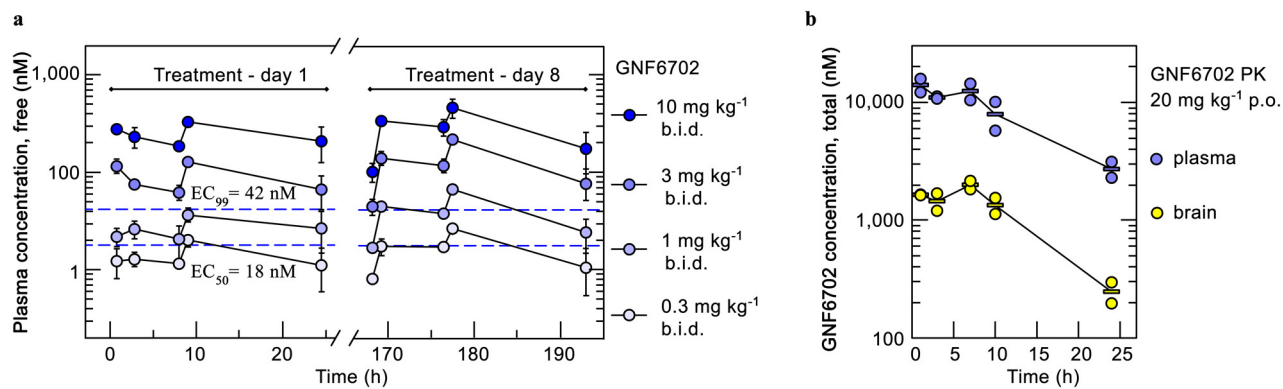 a
Plasma concentration, free (nM)
1,000
100
1
Treatment - day 1
Treatment - day 8
EC99= 42 nM
EC50= 18 nM
0 10 20 170 180 190
Time (h)
GNF6702
10 mg kg-1
b.i.d.
3 mg kg-1
b.i.d.
1 mg kg-1
b.i.d.
0.3 mg kg-1
b.i.d.
b
GNF6702 concentration, total (nM)
10,000
1,000
100
0 5 10 15 20 25
Time (h)
GNF6702 PK
20 mg kg-1 p.o.
plasma
brain